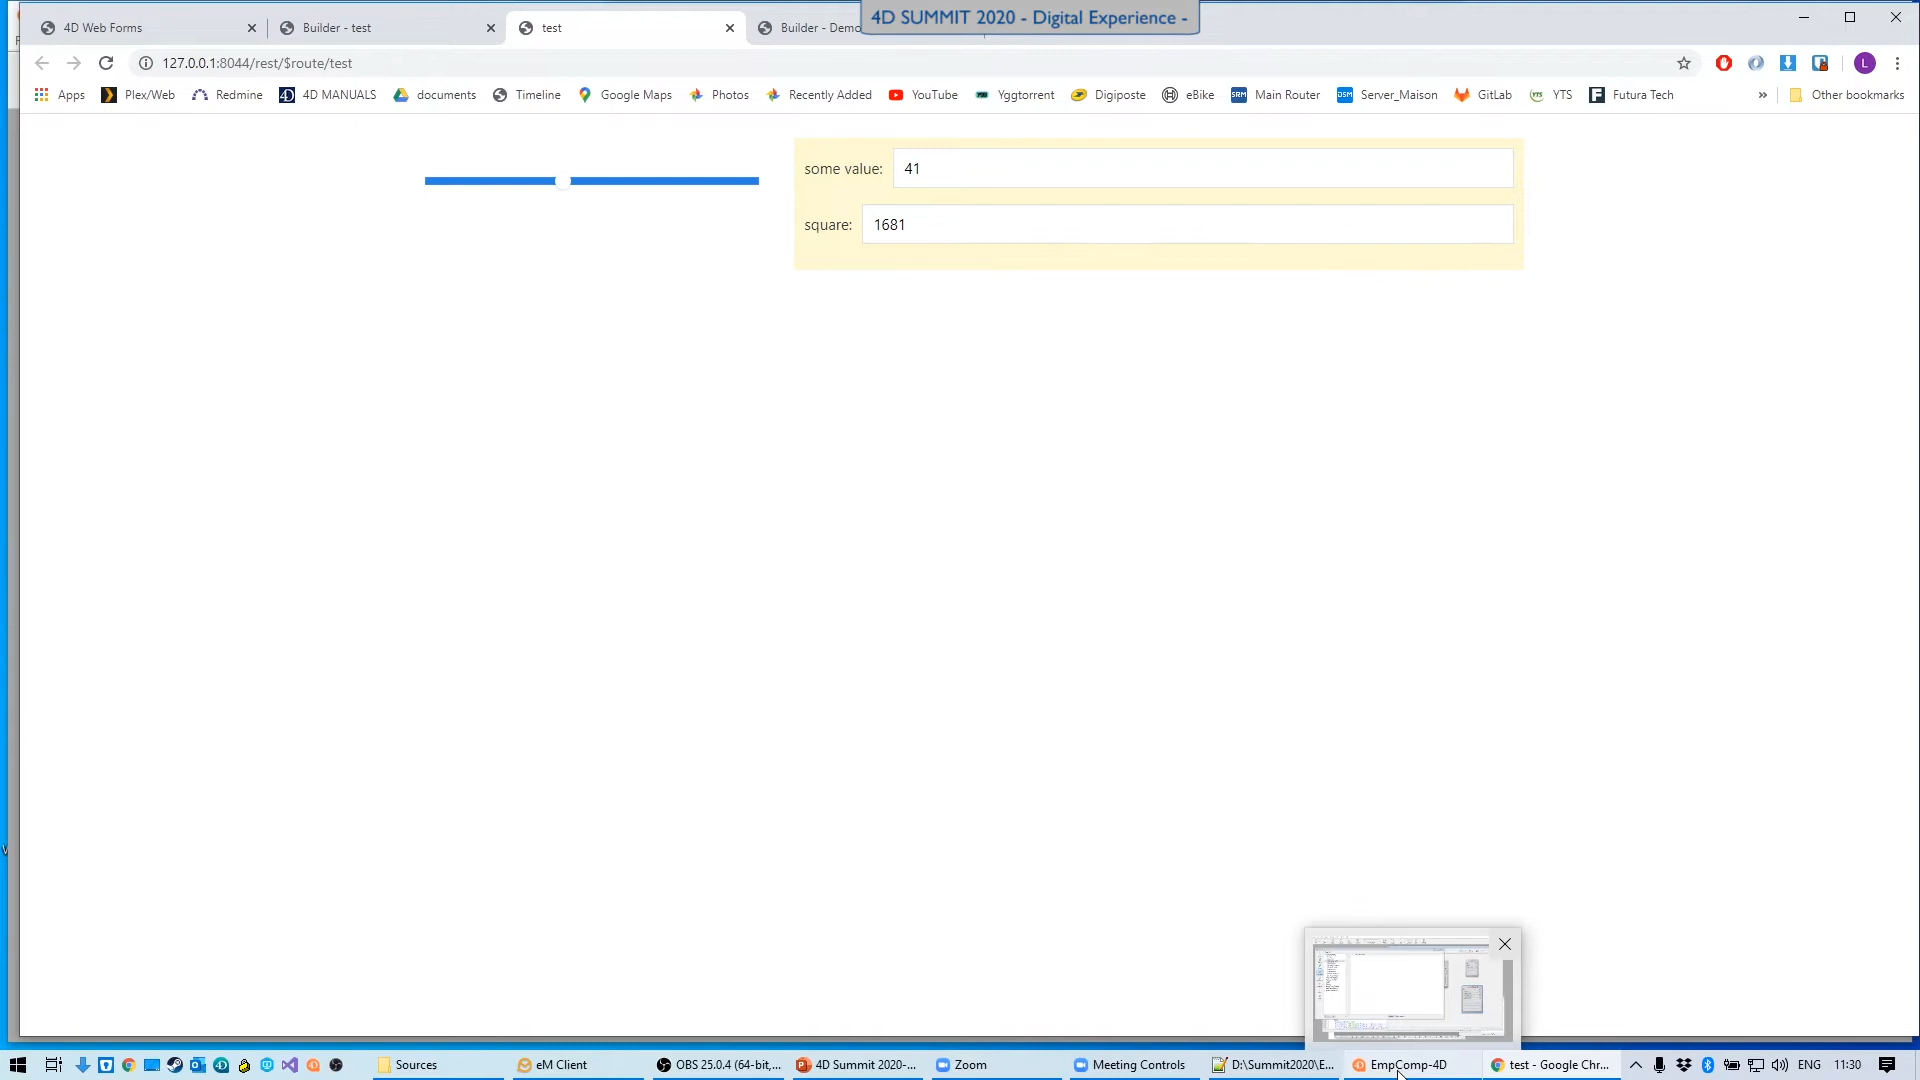 4D SUMMIT 2020 - Digital Experience -
4D Web Forms
Builder - test
test
Builder - Demo
127.0.0.1:8044/rest/$route/test
L
Apps
Plex/Web
Redmine
4D MANUALS
documents
Timeline
Google Maps
Photos
Recently Added
YouTube
Yggtorrent
Digiposte
eBike
Main Router
Server_Maison
GitLab
YTS
Futura Tech
»
Other bookmarks
some value: 41
square: 1681
Sources
eM Client
OBS 25.0.4 (64-bit,...
4D Summit 2020-...
Zoom
Meeting Controls
D:\Summit2020\E...
EmpComp-4D
test - Google Chr...
ENG
11:30